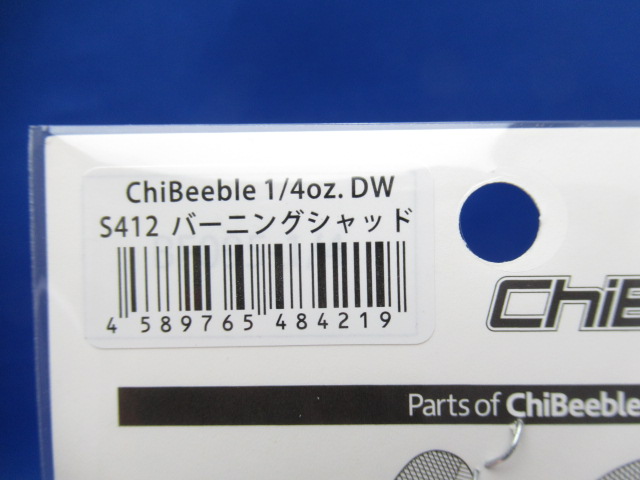 ChiBeeble 1/4oz. DW
S412 バーニングシャッド
4 589765 484219
ChiB
Parts of ChiBeeble